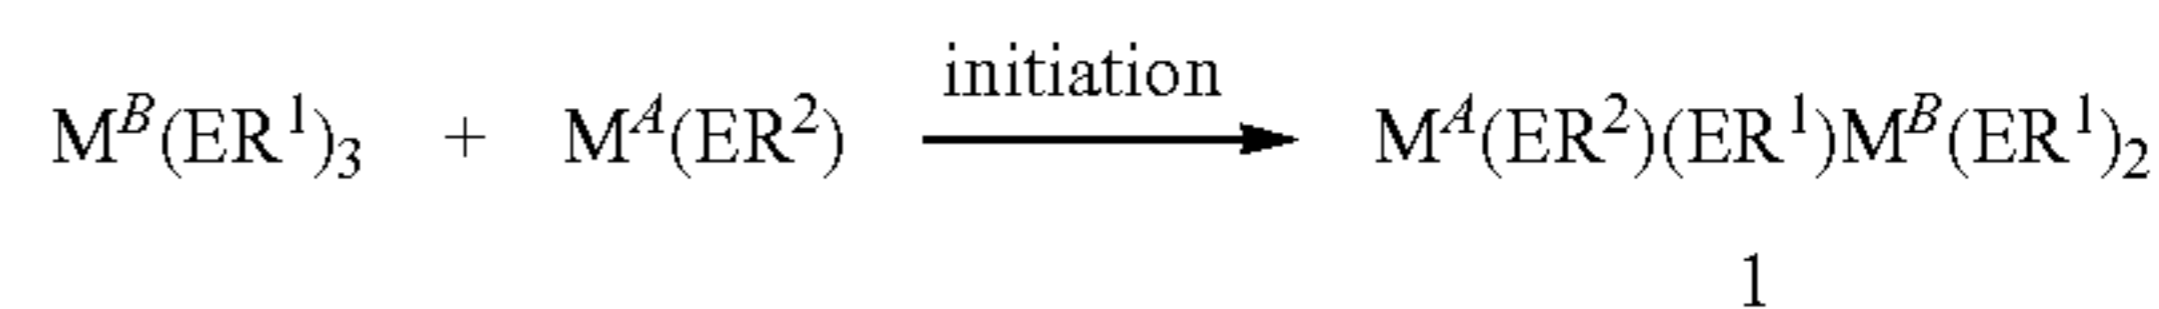 initiation
M^B(ER^1)_3 + M^A(ER^2) ⟶ M^A(ER^2)(ER^1)M^B(ER^1)_2
1